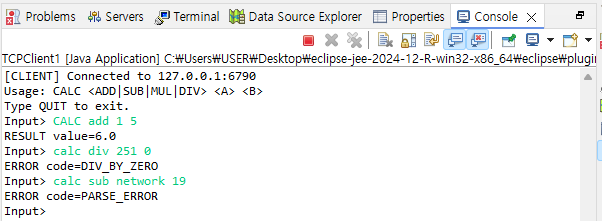 Problems Servers Terminal Data Source Explorer Properties Console
TCPClient1 [Java Application] C:₩Users₩USER₩Desktop₩eclipse-jee-2024-12-R-win32-x86_64₩eclipse₩plugin
[CLIENT] Connected to 127.0.0.1:6790
Usage: CALC <ADD|SUB|MUL|DIV> <A> <B>
Type QUIT to exit.
Input> CALC add 1 5
RESULT value=6.0
Input> calc div 251 0
ERROR code=DIV_BY_ZERO
Input> calc sub network 19
ERROR code=PARSE_ERROR
Input>